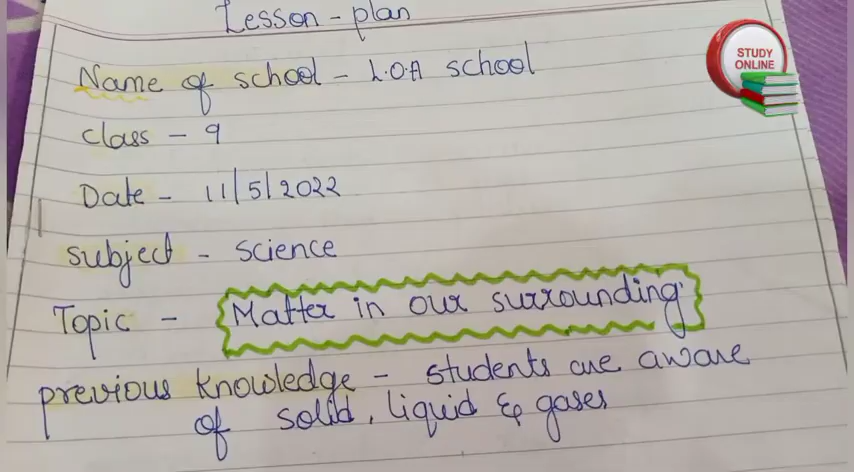 Lesson - plan
Name of school - L.O.A school
STUDY
ONLINE
class - 9
Date - 11/5/2022
subject - science
Topic - Matter in our surrounding
previous knowledge - students are aware
of solid, liquid & gases